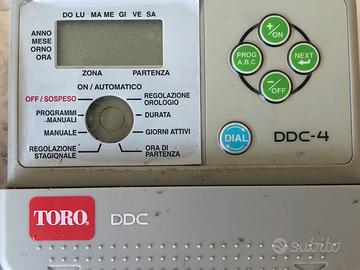 DO LU MA ME GI VE SA
ANNO
MESE
ORNO
ORA
ZONA PARTENZA
ON / AUTOMATICO
OFF / SOSPESO
REGOLAZIONE OROLOGIO
PROGRAMMI MANUALI
DURATA
MANUALE
GIORNI ATTIVI
REGOLAZIONE STAGIONALE
ORA DI PARTENZA
+/ON
PROG A,B,C
NEXT
−/OFF
DIAL
DDC-4
TORO.
DDC
subito